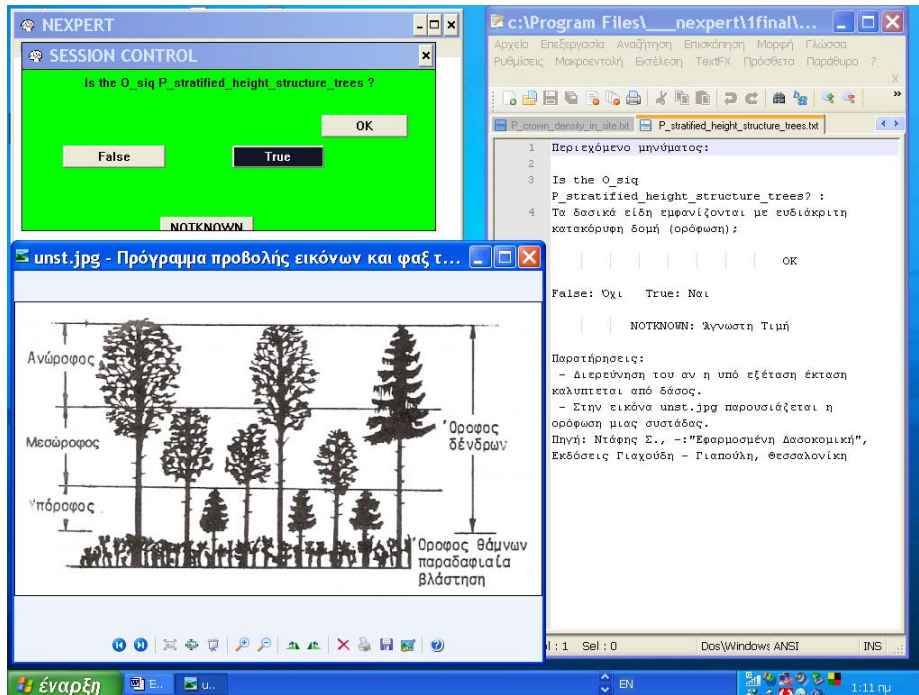 NEXPERT
SESSION CONTROL
Is the O_siq P_stratified_height_structure_trees ?
OK
False
True
NOTKNOWN
c:\Program Files\___nexpert\1final\...
Αρχείο Επεξεργασία Αναζήτηση Επισκόπηση Μορφή Γλώσσα
Ρυθμίσεις Μακροεντολή Εκτέλεση TextFX Πρόσθετα Παράθυρο ?
X
P_crown_density_in_site.txt
P_stratified_height_structure_trees.txt
1 Περιεχόμενο μηνύματος:
2
3 Is the O_siq
P_stratified_height_structure_trees? :
4 Τα δασικά είδη εμφανίζονται με ευδιάκριτη
κατακόρυφη δομή (ορόφωση);
OK
False: Όχι True: Ναι
NOTKNOWN: Άγνωστη Τιμή
Παρατήρησεις:
- Διερεύνηση του αν η υπό εξέταση έκταση
καλυπτεται από δάσος.
- Στην εικόνα unst.jpg παρουσιάζεται η
ορόφωση μιας συστάδας.
Πηγή: Ντάφης Σ., -:"Εφαρμοσμένη Δασοκομική",
Εκδόσεις Γιαχούδη - Γιαπούλη, Θεσσαλονίκη
unst.jpg - Πρόγραμμα προβολής εικόνων και φαξ τ...
Ανώροφος
Μεσώροφος
Υπόροφος
Όροφος
δένδρων
Όροφος θάμνων
παραδαφιαία
βλάστηση
: 1 Sel : 0 Dos\Windows ANSI INS
έναρξη
E..
u..
EN
1:11 πμ